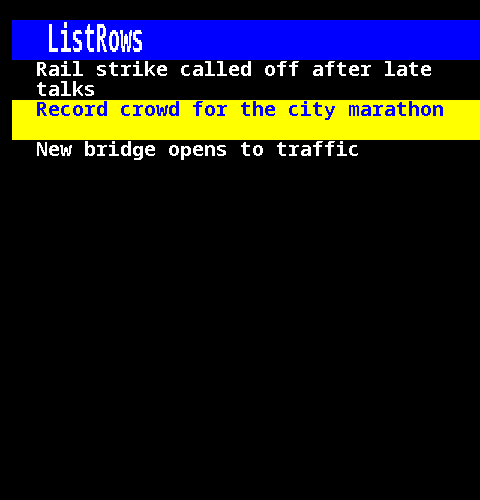 ListRows
Rail strike called off after late
talks
Record crowd for the city marathon
New bridge opens to traffic